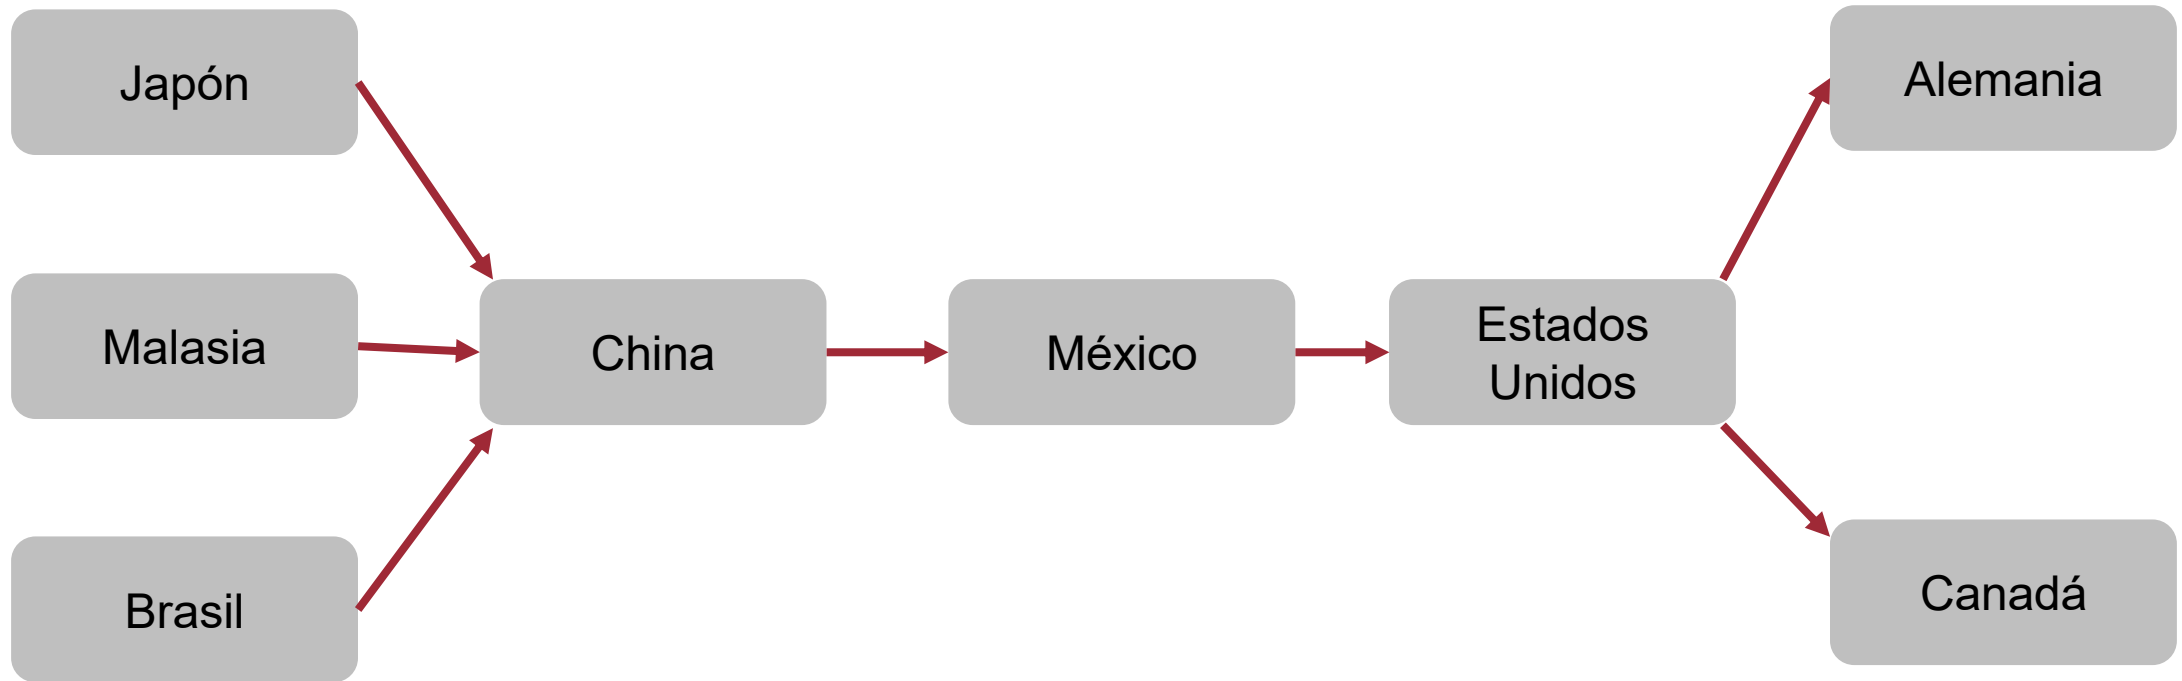 Japón
Malasia
Brasil
China
México
Estados
Unidos
Alemania
Canadá